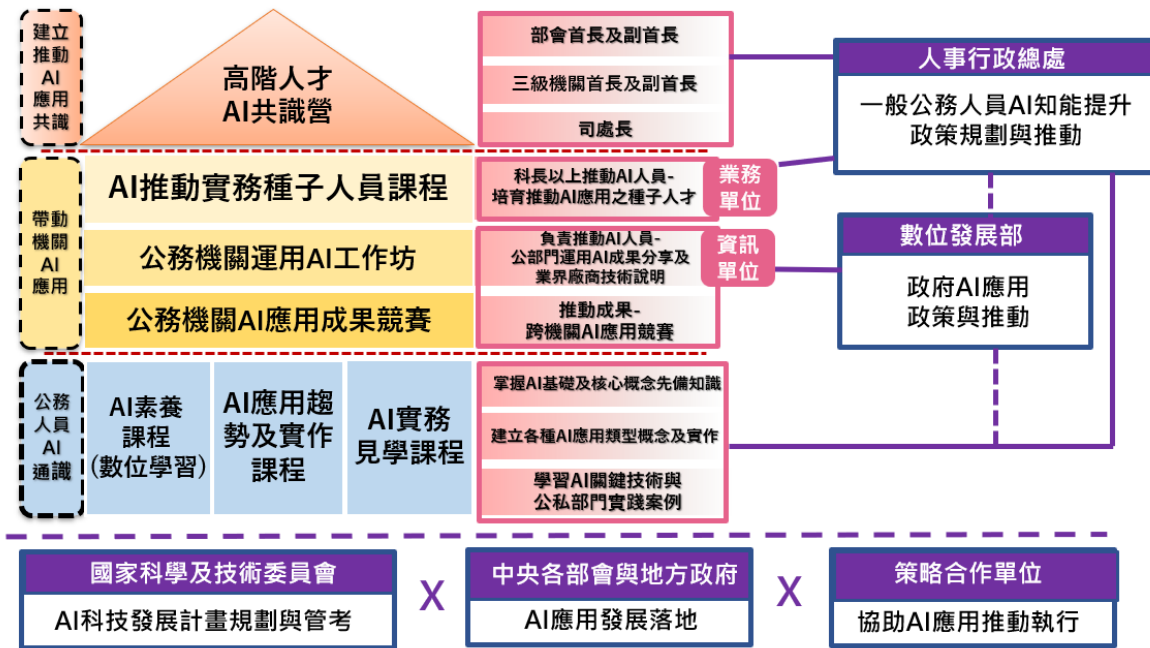 建立
推動
AI
應用
共識
高階人才
AI共識營
部會首長及副首長
三級機關首長及副首長
司處長
人事行政總處
一般公務人員AI知能提升
政策規劃與推動
帶動
機關
AI
應用
AI推動實務種子人員課程
科長以上推動AI人員-
培育推動AI應用之種子人才
業務
單位
公務機關運用AI工作坊
負責推動AI人員-
公部門運用AI成果分享及
業界廠商技術說明
資訊
單位
公務機關AI應用成果競賽
推動成果-
跨機關AI應用競賽
數位發展部
政府AI應用
政策與推動
公務
人員
AI
通識
AI素養
課程
(數位學習)
AI應用趨
勢及實作
課程
AI實務
見學課程
掌握AI基礎及核心概念先備知識
建立各種AI應用類型概念及實作
學習AI關鍵技術與
公私部門實踐案例
國家科學及技術委員會
AI科技發展計畫規劃與管考
X
中央各部會與地方政府
AI應用發展落地
X
策略合作單位
協助AI應用推動執行